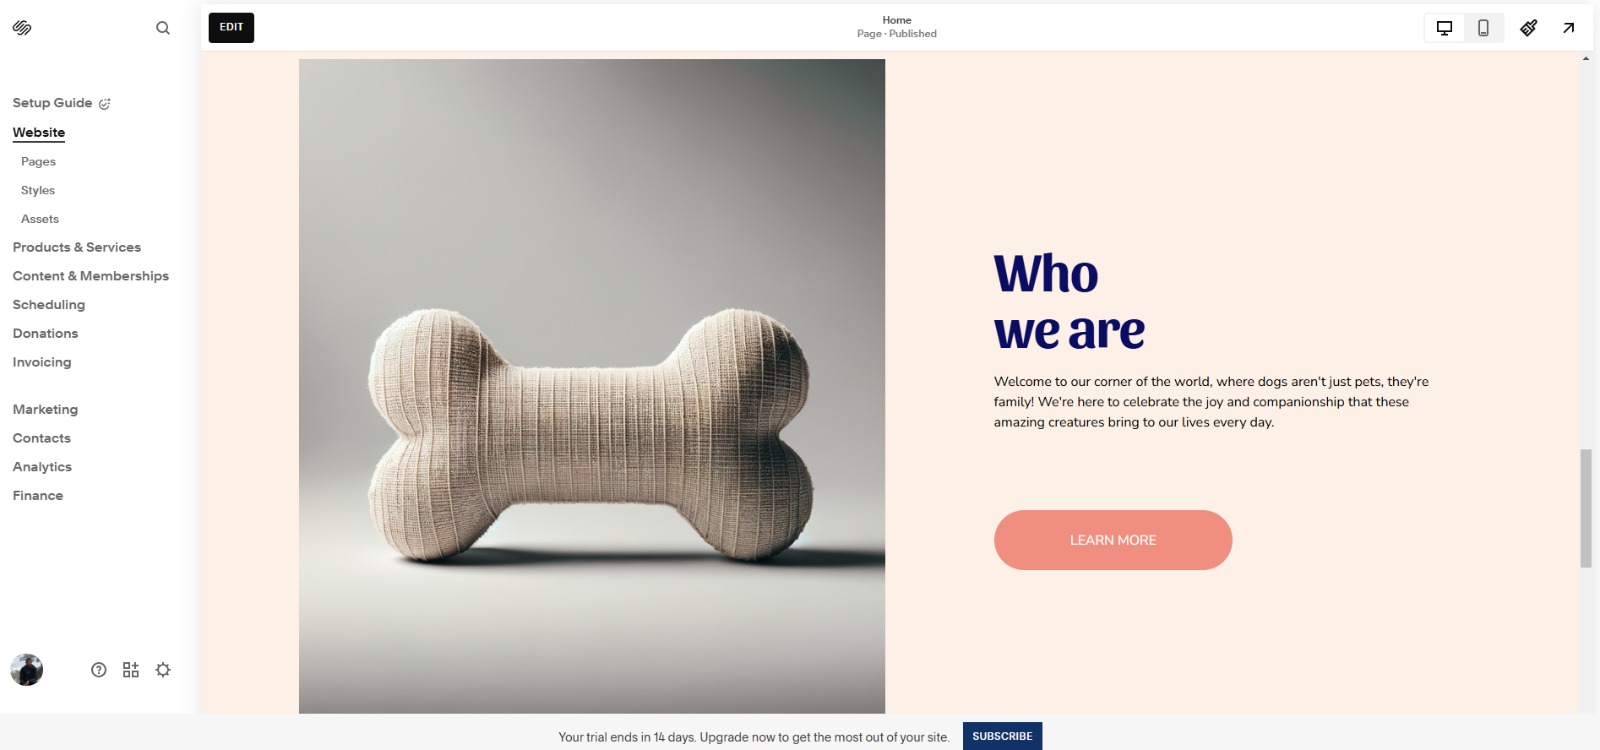 EDIT
Home
Page · Published
Setup Guide
Website
Pages
Styles
Assets
Products & Services
Content & Memberships
Scheduling
Donations
Invoicing
Marketing
Contacts
Analytics
Finance
Who
we are
Welcome to our corner of the world, where dogs aren't just pets, they're
family! We're here to celebrate the joy and companionship that these
amazing creatures bring to our lives every day.
LEARN MORE
Your trial ends in 14 days. Upgrade now to get the most out of your site.
SUBSCRIBE